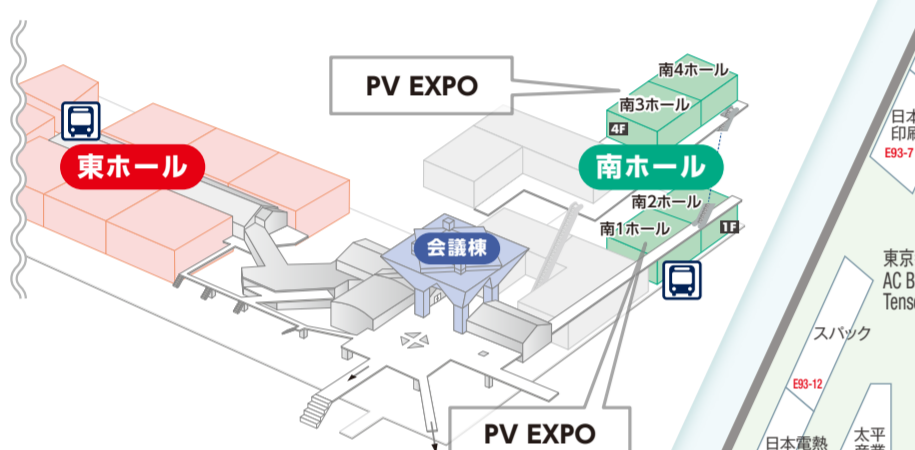 PV EXPO
南4ホール
南3ホール
4F
東ホール
南ホール
南2ホール
南1ホール
1F
会議棟
PV EXPO
日本
印刷
E93-7
東京
AC B
スパック
E93-12
日本電熱
太平
産業